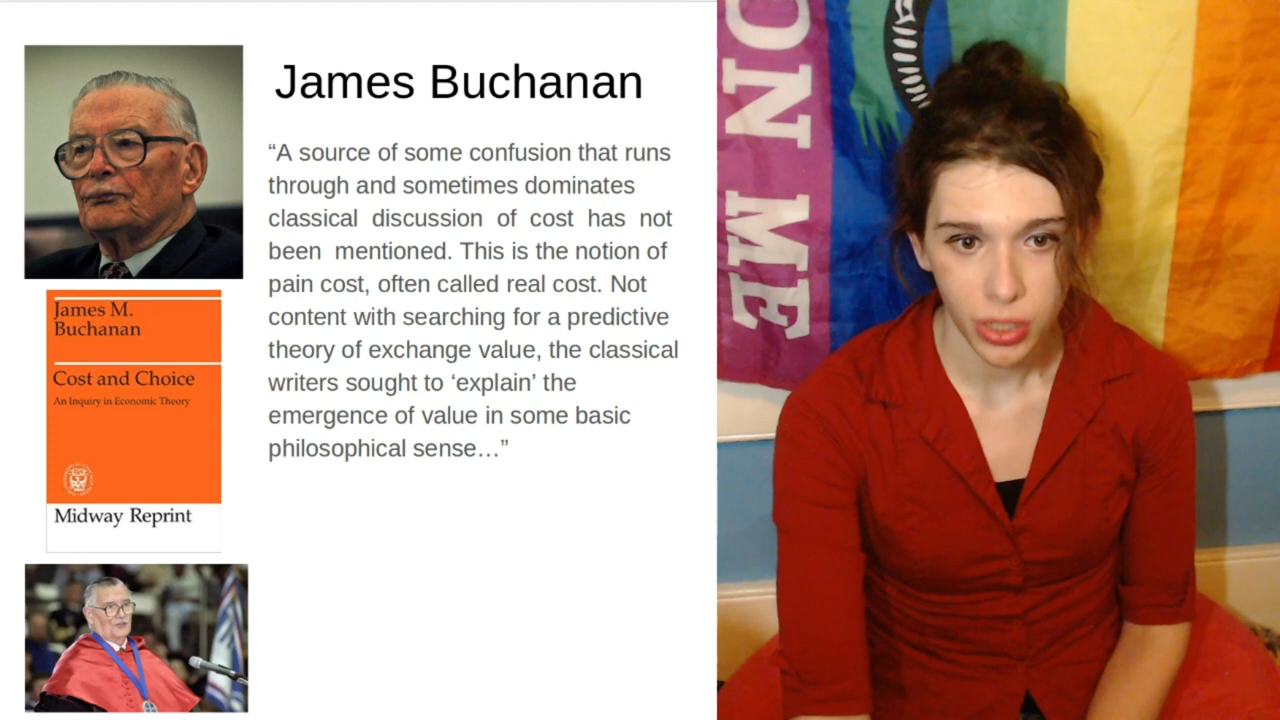 James Buchanan
“A source of some confusion that runs
through and sometimes dominates
classical discussion of cost has not
been mentioned. This is the notion of
pain cost, often called real cost. Not
content with searching for a predictive
theory of exchange value, the classical
writers sought to ‘explain’ the
emergence of value in some basic
philosophical sense…”
James M.
Buchanan
Cost and Choice
An Inquiry in Economic Theory
Midway Reprint
ON ME